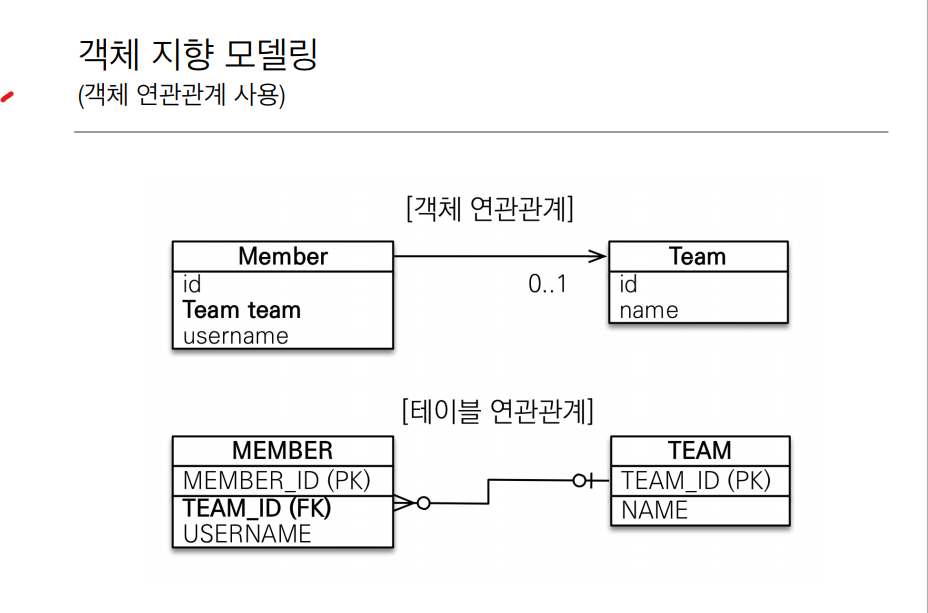 객체 지향 모델링
(객체 연관관계 사용)
[객체 연관관계]
Member
id
Team team
username
0..1
Team
id
name
[테이블 연관관계]
MEMBER
MEMBER_ID (PK)
TEAM_ID (FK)
USERNAME
TEAM
TEAM_ID (PK)
NAME